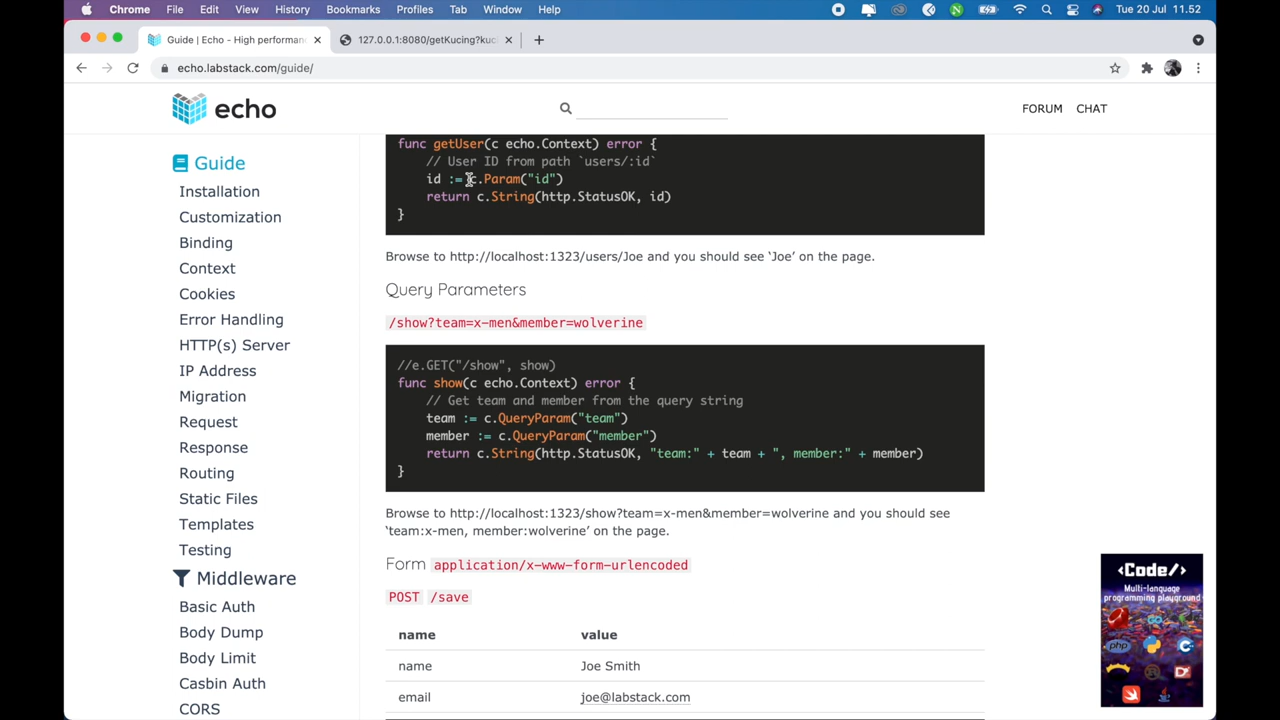 Chrome File Edit View History Bookmarks Profiles Tab Window Help Tue 20 Jul 11.52
Guide | Echo - High performan 127.0.0.1:8080/getKucing?kuc
echo.labstack.com/guide/
echo
FORUM CHAT
Guide
Installation
Customization
Binding
Context
Cookies
Error Handling
HTTP(s) Server
IP Address
Migration
Request
Response
Routing
Static Files
Templates
Testing
Middleware
Basic Auth
Body Dump
Body Limit
Casbin Auth
CORS
func getUser(c echo.Context) error {
// User ID from path `users/:id`
id := c.Param("id")
return c.String(http.StatusOK, id)
}
Browse to http://localhost:1323/users/Joe and you should see ‘Joe’ on the page.
Query Parameters
/show?team=x-men&member=wolverine
//e.GET("/show", show)
func show(c echo.Context) error {
// Get team and member from the query string
team := c.QueryParam("team")
member := c.QueryParam("member")
return c.String(http.StatusOK, "team:" + team + ", member:" + member)
}
Browse to http://localhost:1323/show?team=x-men&member=wolverine and you should see
‘team:x-men, member:wolverine’ on the page.
Form application/x-www-form-urlencoded
POST /save
name value
name Joe Smith
email joe@labstack.com
<Code/>
Multi-language
programming playground
GO
php